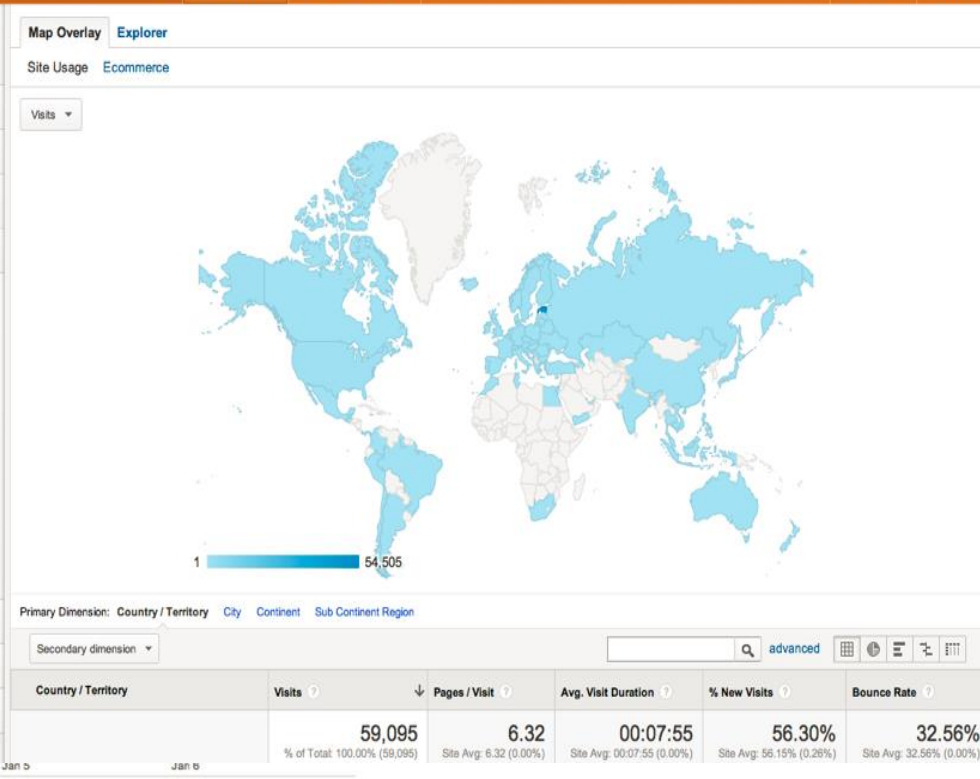 Map Overlay Explorer
Site Usage Ecommerce
Visits
1 54,505
Primary Dimension: Country / Territory City Continent Sub Continent Region
Secondary dimension advanced
Country / Territory Visits ? Pages / Visit ? Avg. Visit Duration ? % New Visits ? Bounce Rate ?
59,095 6.32 00:07:55 56.30% 32.56%
% of Total: 100.00% (59,095) Site Avg: 6.32 (0.00%) Site Avg: 00:07:55 (0.00%) Site Avg: 56.15% (0.26%) Site Avg: 32.56% (0.00%)
Jan 5 Jan 6